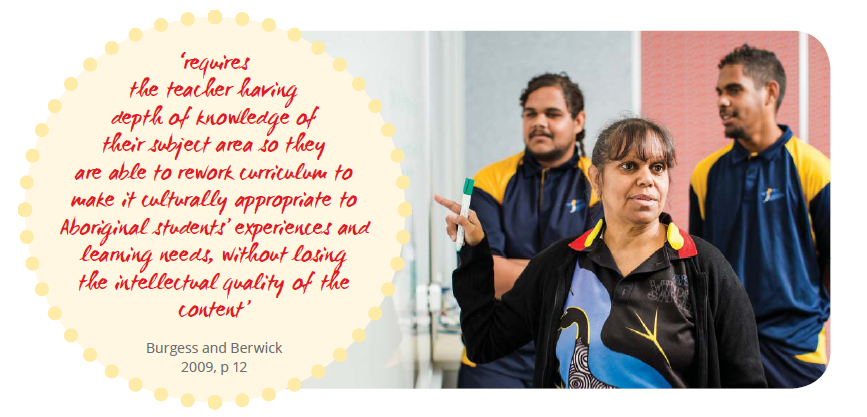 ‘requires
the teacher having
depth of knowledge of
their subject area so they
are able to rework curriculum to
make it culturally appropriate to
Aboriginal students’ experiences and
learning needs, without losing
the intellectual quality of the
content’
Burgess and Berwick
2009, p 12